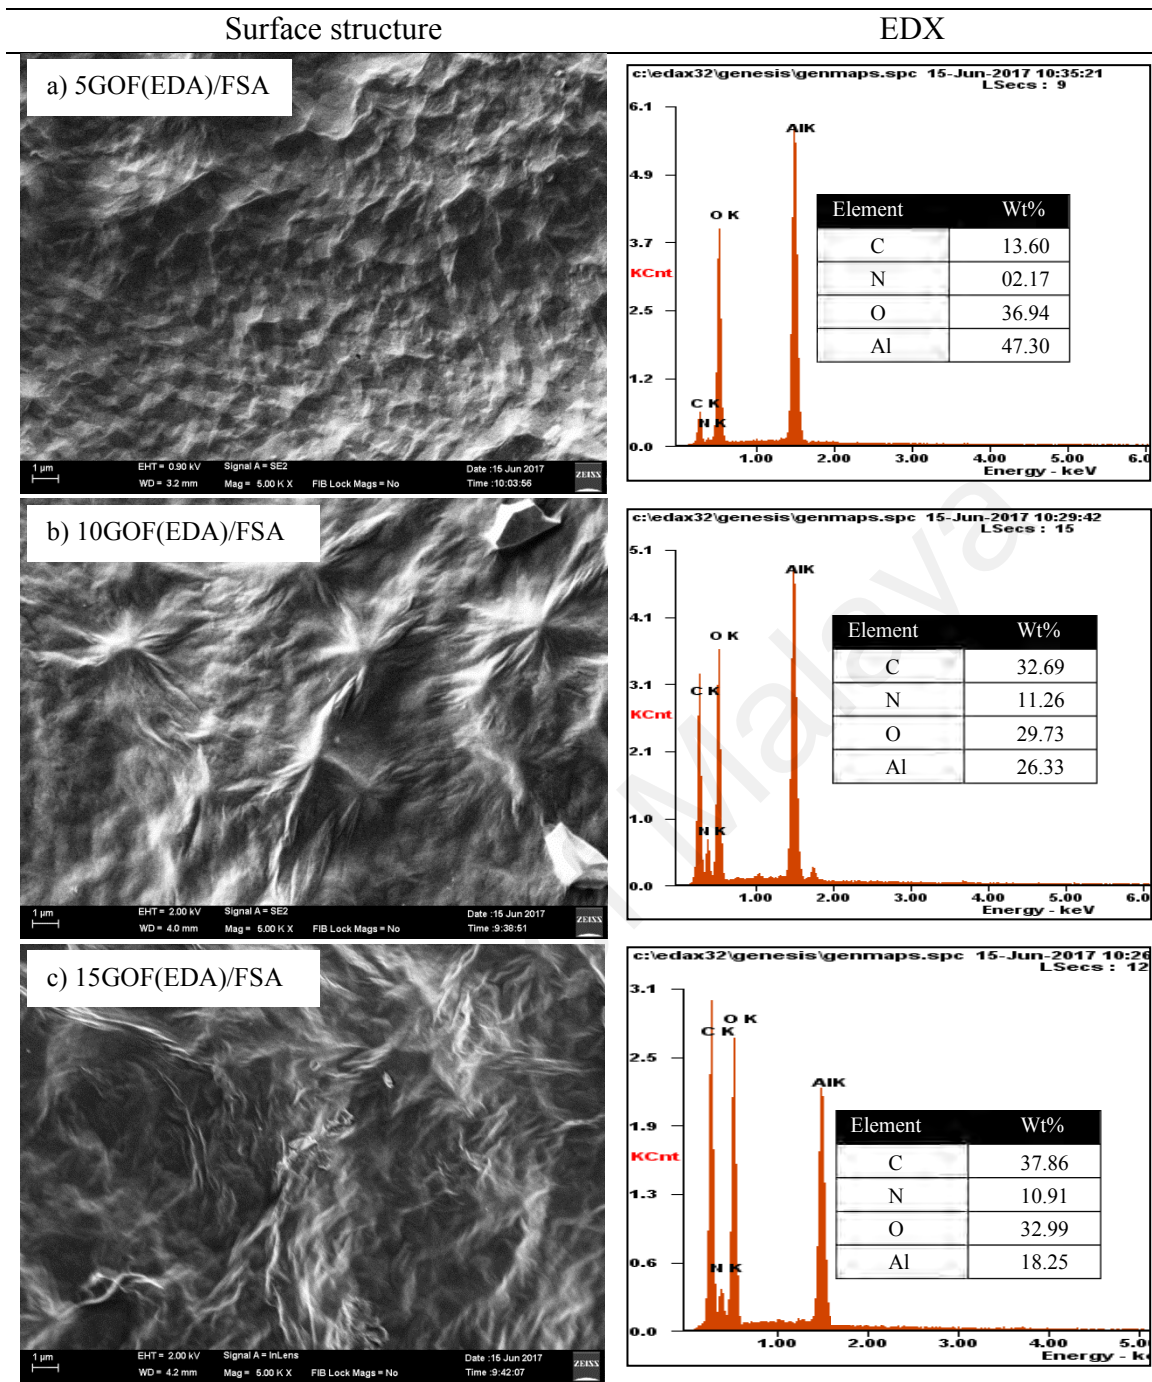 Surface structure EDX
a) 5GOF(EDA)/FSA
1 µm EHT = 0.90 kV Signal A = SE2 Date :15 Jun 2017 ZEISS
WD = 3.2 mm Mag = 5.00 K X FIB Lock Mags = No Time :10:03:56
c:\edax32\genesis\genmaps.spc 15-Jun-2017 10:35:21
LSecs : 9
6.1
4.9
3.7
KCnt
2.5
1.2
0.0
AlK
O K
C K
N K
Element Wt%
C 13.60
N 02.17
O 36.94
Al 47.30
1.00 2.00 3.00 4.00 5.00 6.0
Energy - keV
b) 10GOF(EDA)/FSA
1 µm EHT = 2.00 kV Signal A = SE2 Date :15 Jun 2017 ZEISS
WD = 4.0 mm Mag = 5.00 K X FIB Lock Mags = No Time :9:38:51
c:\edax32\genesis\genmaps.spc 15-Jun-2017 10:29:42
LSecs : 15
5.1
4.1
3.1
KCnt
2.1
1.0
0.0
AlK
O K
C K
N K
Element Wt%
C 32.69
N 11.26
O 29.73
Al 26.33
1.00 2.00 3.00 4.00 5.00 6.0
Energy - keV
c) 15GOF(EDA)/FSA
1 µm EHT = 2.00 kV Signal A = InLens Date :15 Jun 2017 ZEISS
WD = 4.2 mm Mag = 5.00 K X FIB Lock Mags = No Time :9:42:07
c:\edax32\genesis\genmaps.spc 15-Jun-2017 10:26
LSecs : 12
3.1
2.5
1.9
KCnt
1.3
0.6
0.0
O K
C K
AlK
N K
Element Wt%
C 37.86
N 10.91
O 32.99
Al 18.25
1.00 2.00 3.00 4.00 5.0
Energy - ke
Malaya